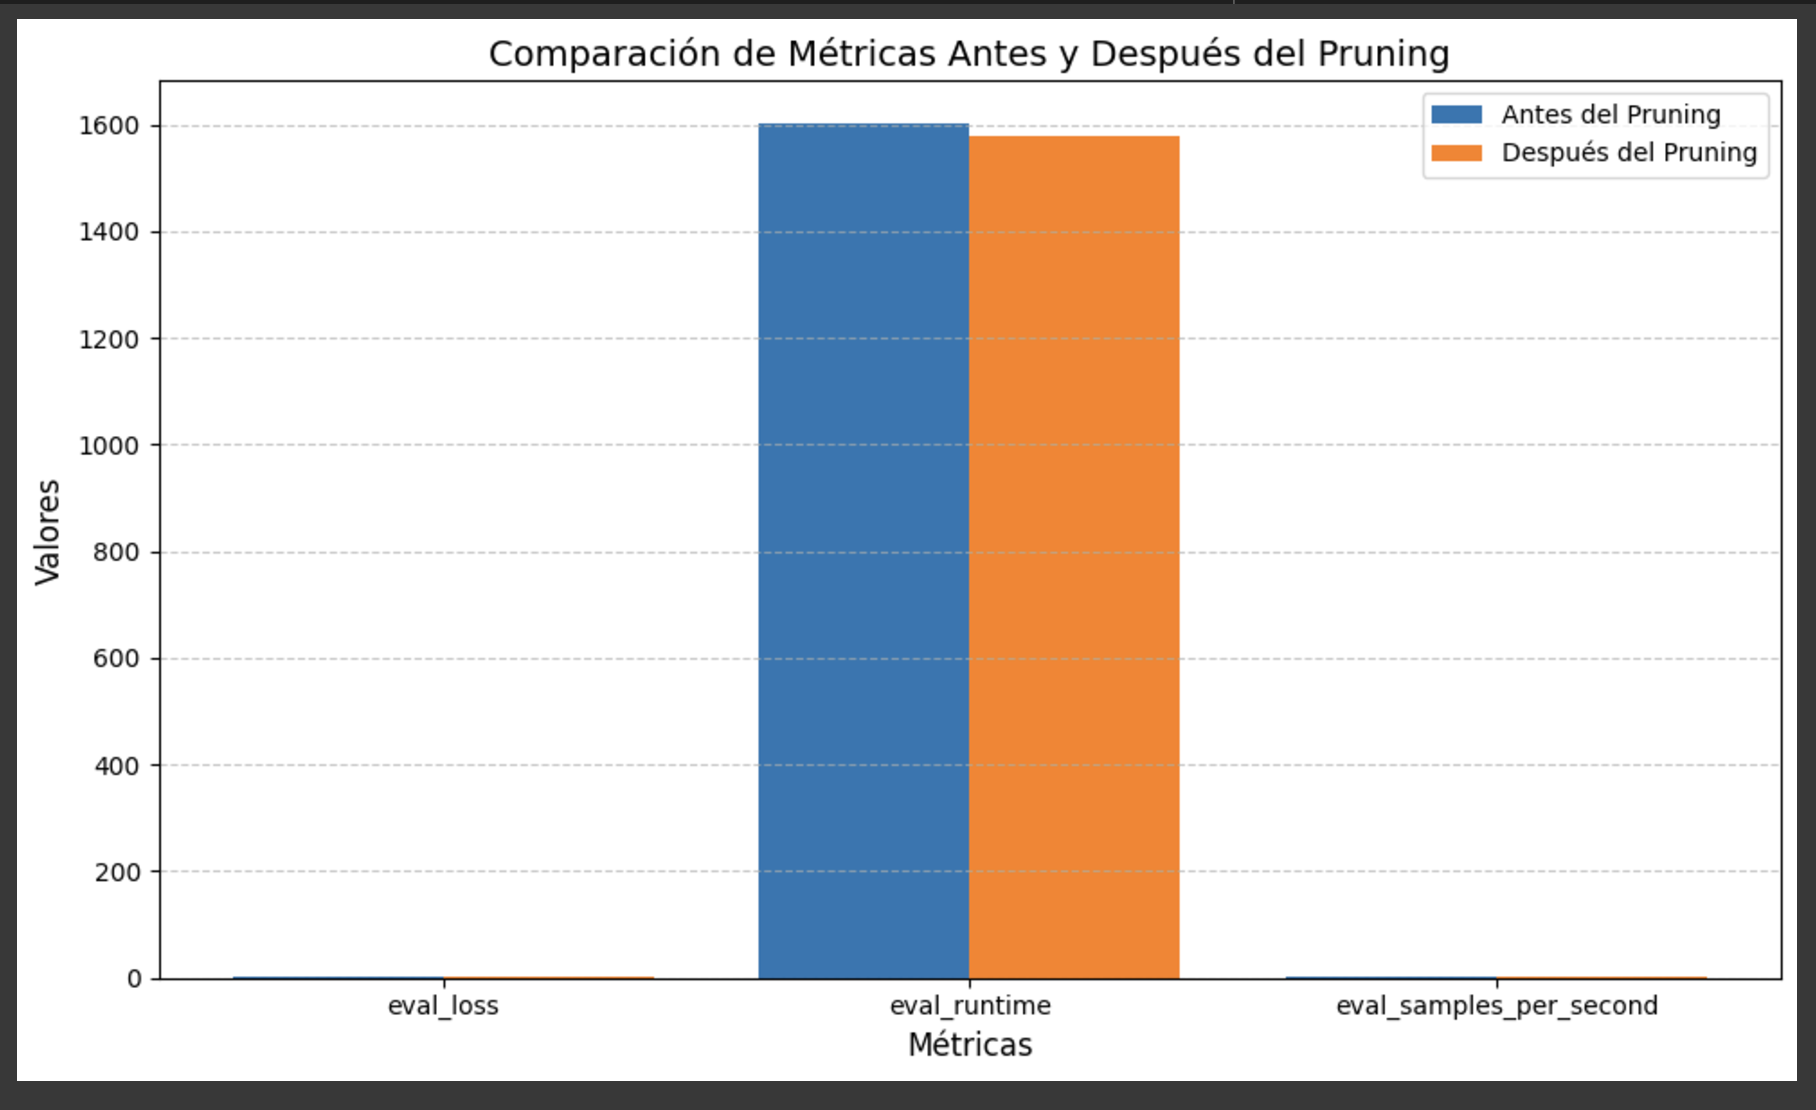 Comparación de Métricas Antes y Después del Pruning
Antes del Pruning
Después del Pruning
1600
1400
1200
1000
800
600
400
200
0
Valores
eval_loss
eval_runtime
eval_samples_per_second
Métricas